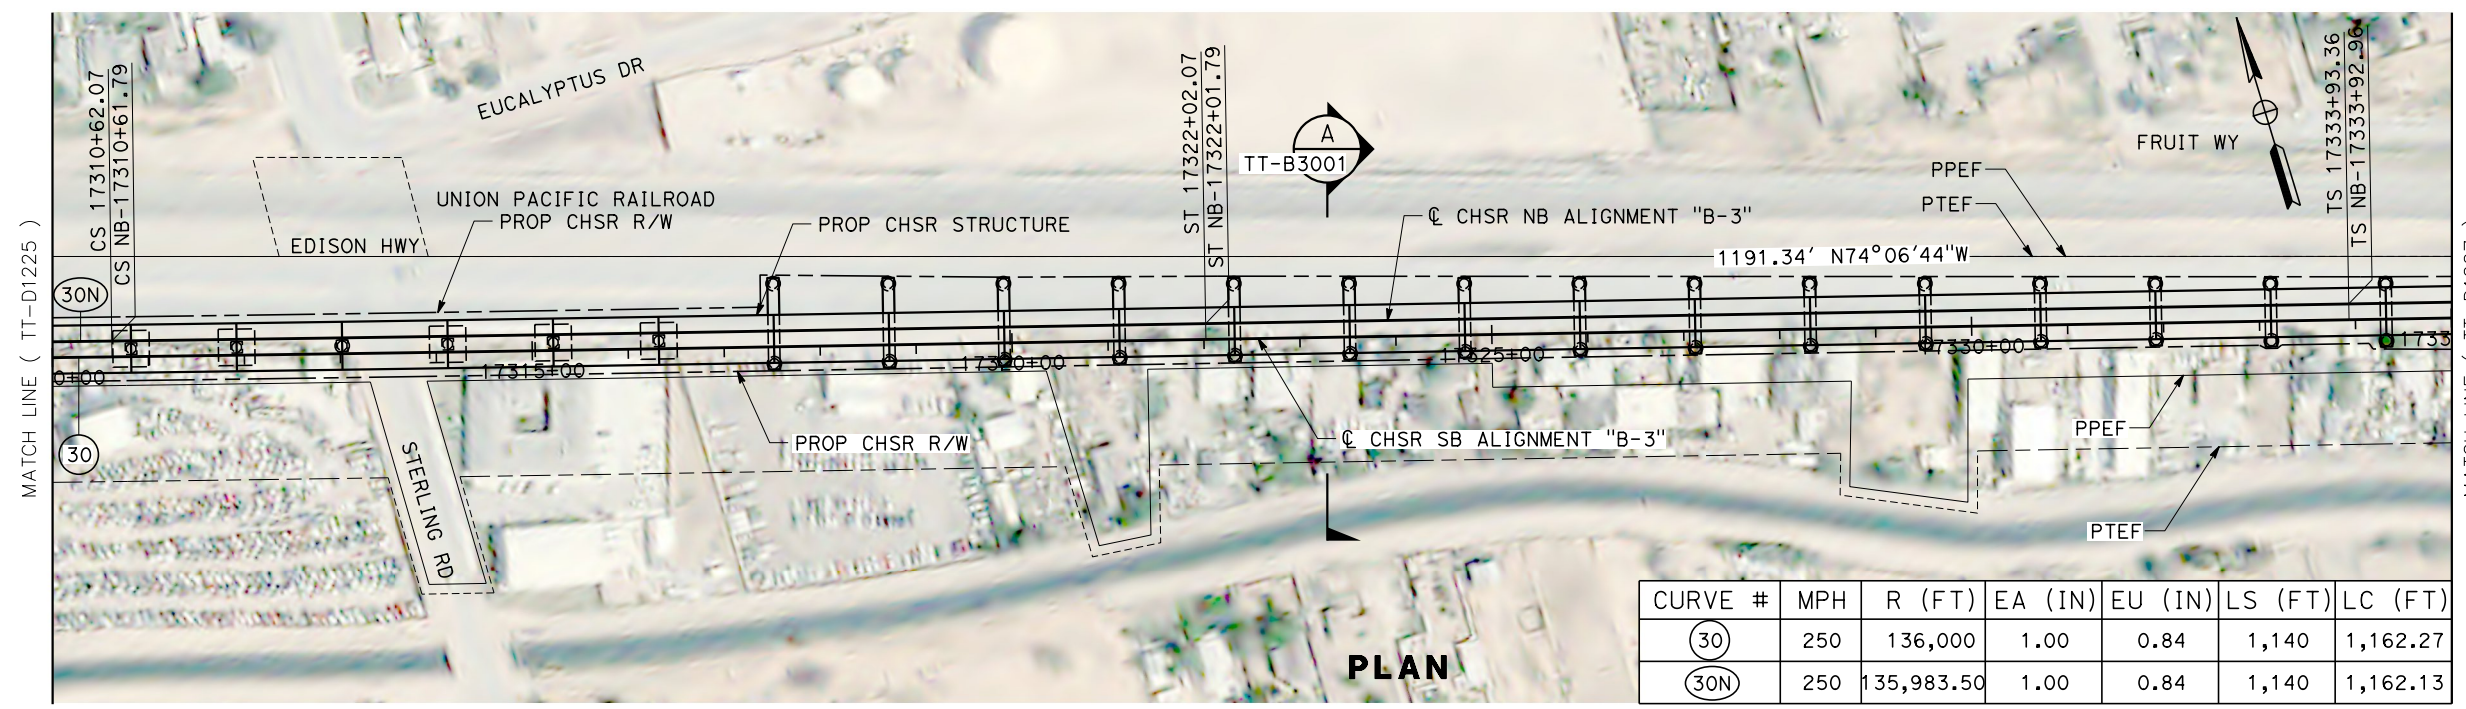 MATCH LINE ( TT-D1225 )
CS 17310+62.07
CS NB-17310+61.79
EUCALYPTUS DR
EDISON HWY
UNION PACIFIC RAILROAD
PROP CHSR R/W
PROP CHSR STRUCTURE
ST 17322+02.07
ST NB-17322+01.79
A
TT-B3001
℄ CHSR NB ALIGNMENT "B-3"
1191.34' N74°06'44"W
PPEF
PTEF
FRUIT WY
TS 17333+93.36
TS NB-17333+92.96
30N
30
0+00
17315+00
17320+00
17325+00
17330+00
1733
STERLING RD
PROP CHSR R/W
℄ CHSR SB ALIGNMENT "B-3"
PPEF
PTEF
PLAN
CURVE # MPH R (FT) EA (IN) EU (IN) LS (FT) LC (FT)
30 250 136,000 1.00 0.84 1,140 1,162.27
30N 250 135,983.50 1.00 0.84 1,140 1,162.13